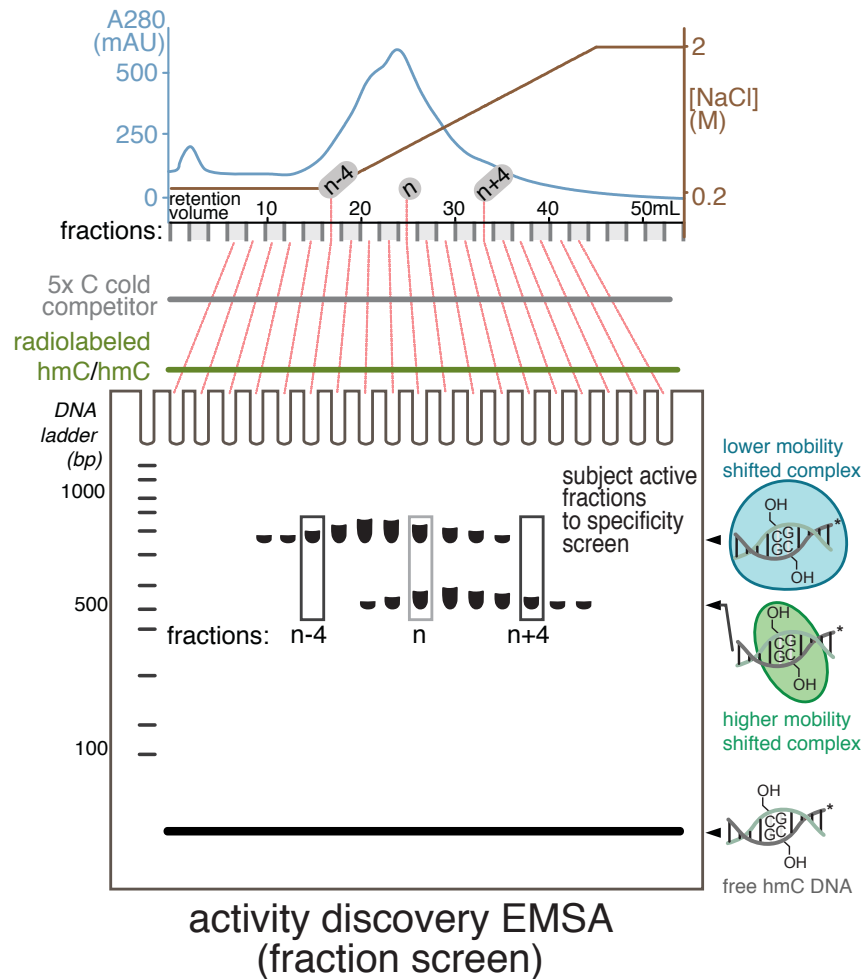 A280
(mAU)
500
250
0
2
[NaCl]
(M)
0.2
n-4
n
n+4
retention
volume
10
20
30
40
50mL
fractions:
5x C cold
competitor
radiolabeled
hmC/hmC
DNA
ladder
(bp)
1000
500
100
subject active
fractions
to specificity
screen
fractions:
n-4
n
n+4
lower mobility
shifted complex
OH
*
CG
GC
OH
OH
*
CG
GC
OH
higher mobility
shifted complex
OH
*
CG
GC
OH
free hmC DNA
activity discovery EMSA
(fraction screen)